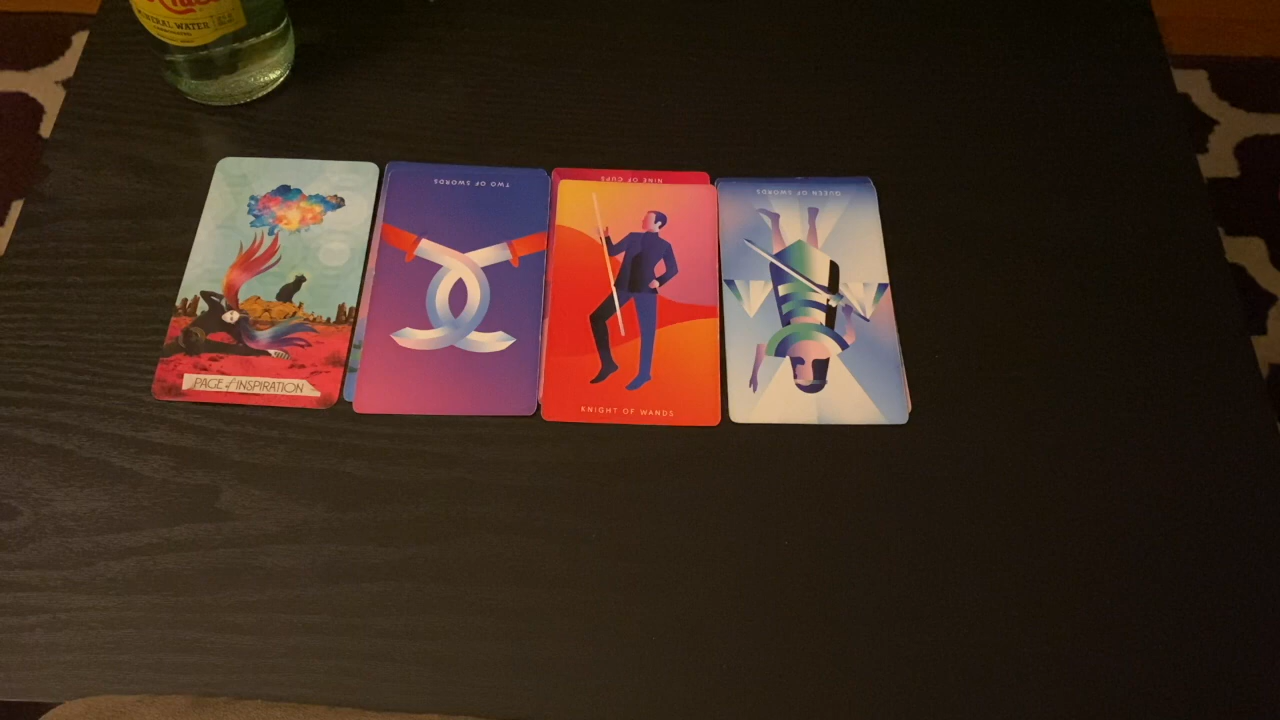 MINERAL WATER
PAGE of INSPIRATION
TWO OF SWORDS
NINE OF CUPS
KNIGHT OF WANDS
QUEEN OF SWORDS